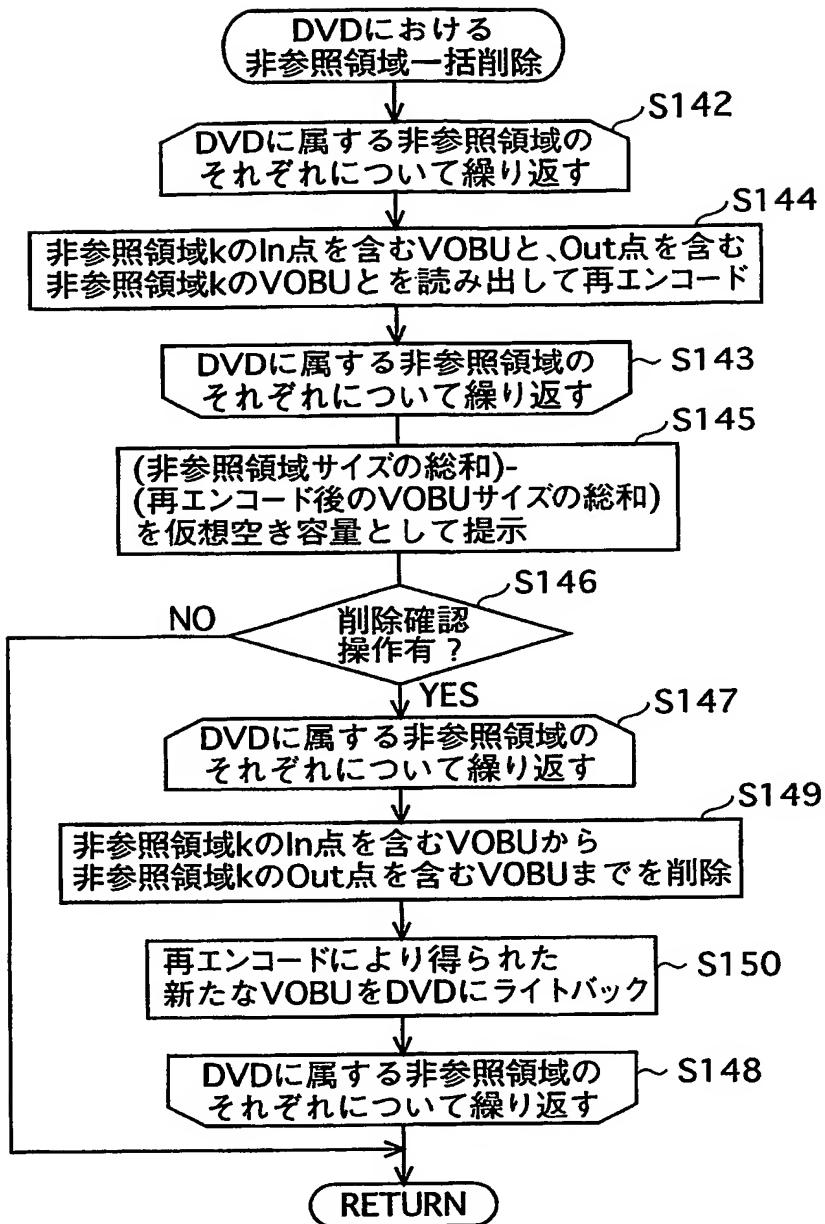 DVDにおける
非参照領域一括削除
S142
DVDに属する非参照領域の
それぞれについて繰り返す
S144
非参照領域kのIn点を含むVOBUと、Out点を含む
非参照領域kのVOBUとを読み出して再エンコード
DVDに属する非参照領域の
それぞれについて繰り返す
S143
S145
(非参照領域サイズの総和)-
(再エンコード後のVOBUサイズの総和)
を仮想空き容量として提示
S146
NO
削除確認
操作有？
YES
S147
DVDに属する非参照領域の
それぞれについて繰り返す
S149
非参照領域kのIn点を含むVOBUから
非参照領域kのOut点を含むVOBUまでを削除
再エンコードにより得られた
新たなVOBUをDVDにライトバック
S150
DVDに属する非参照領域の
それぞれについて繰り返す
S148
RETURN